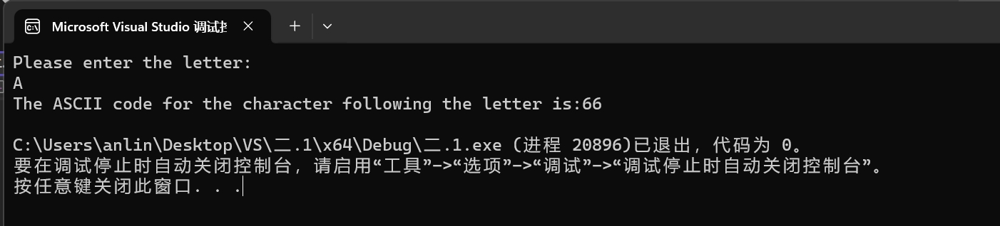 Microsoft Visual Studio 调试
Please enter the letter:
A
The ASCII code for the character following the letter is:66
C:\Users\anlin\Desktop\VS\二.1\x64\Debug\二.1.exe (进程 20896)已退出，代码为 0。
要在调试停止时自动关闭控制台，请启用“工具”->“选项”->“调试”->“调试停止时自动关闭控制台”。
按任意键关闭此窗口. . .